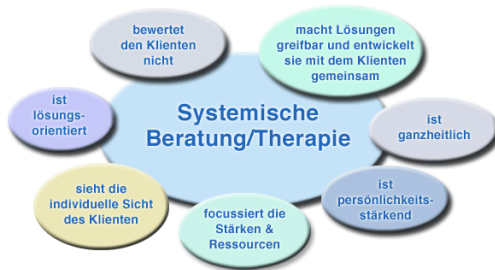 bewertet
den Klienten
nicht
macht Lösungen
greifbar und entwickelt
sie mit dem Klienten
gemeinsam
ist
lösungs-
orientiert
Systemische
Beratung/Therapie
ist
ganzheitlich
sieht die
individuelle Sicht
des Klienten
focussiert die
Stärken &
Ressourcen
ist
persönlichkeits-
stärkend